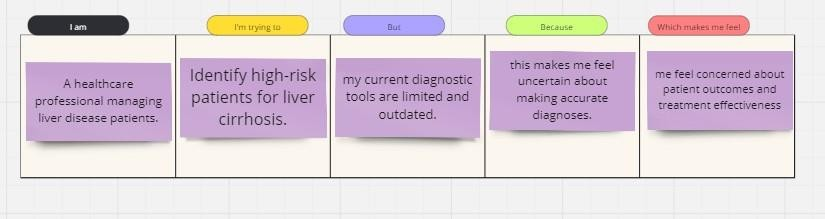 I am
I'm trying to
But
Because
Which makes me feel
A healthcare
professional managing
liver disease patients.
Identify high-risk
patients for liver
cirrhosis.
my current diagnostic
tools are limited and
outdated.
this makes me feel
uncertain about
making accurate
diagnoses.
me feel concerned about
patient outcomes and
treatment effectiveness